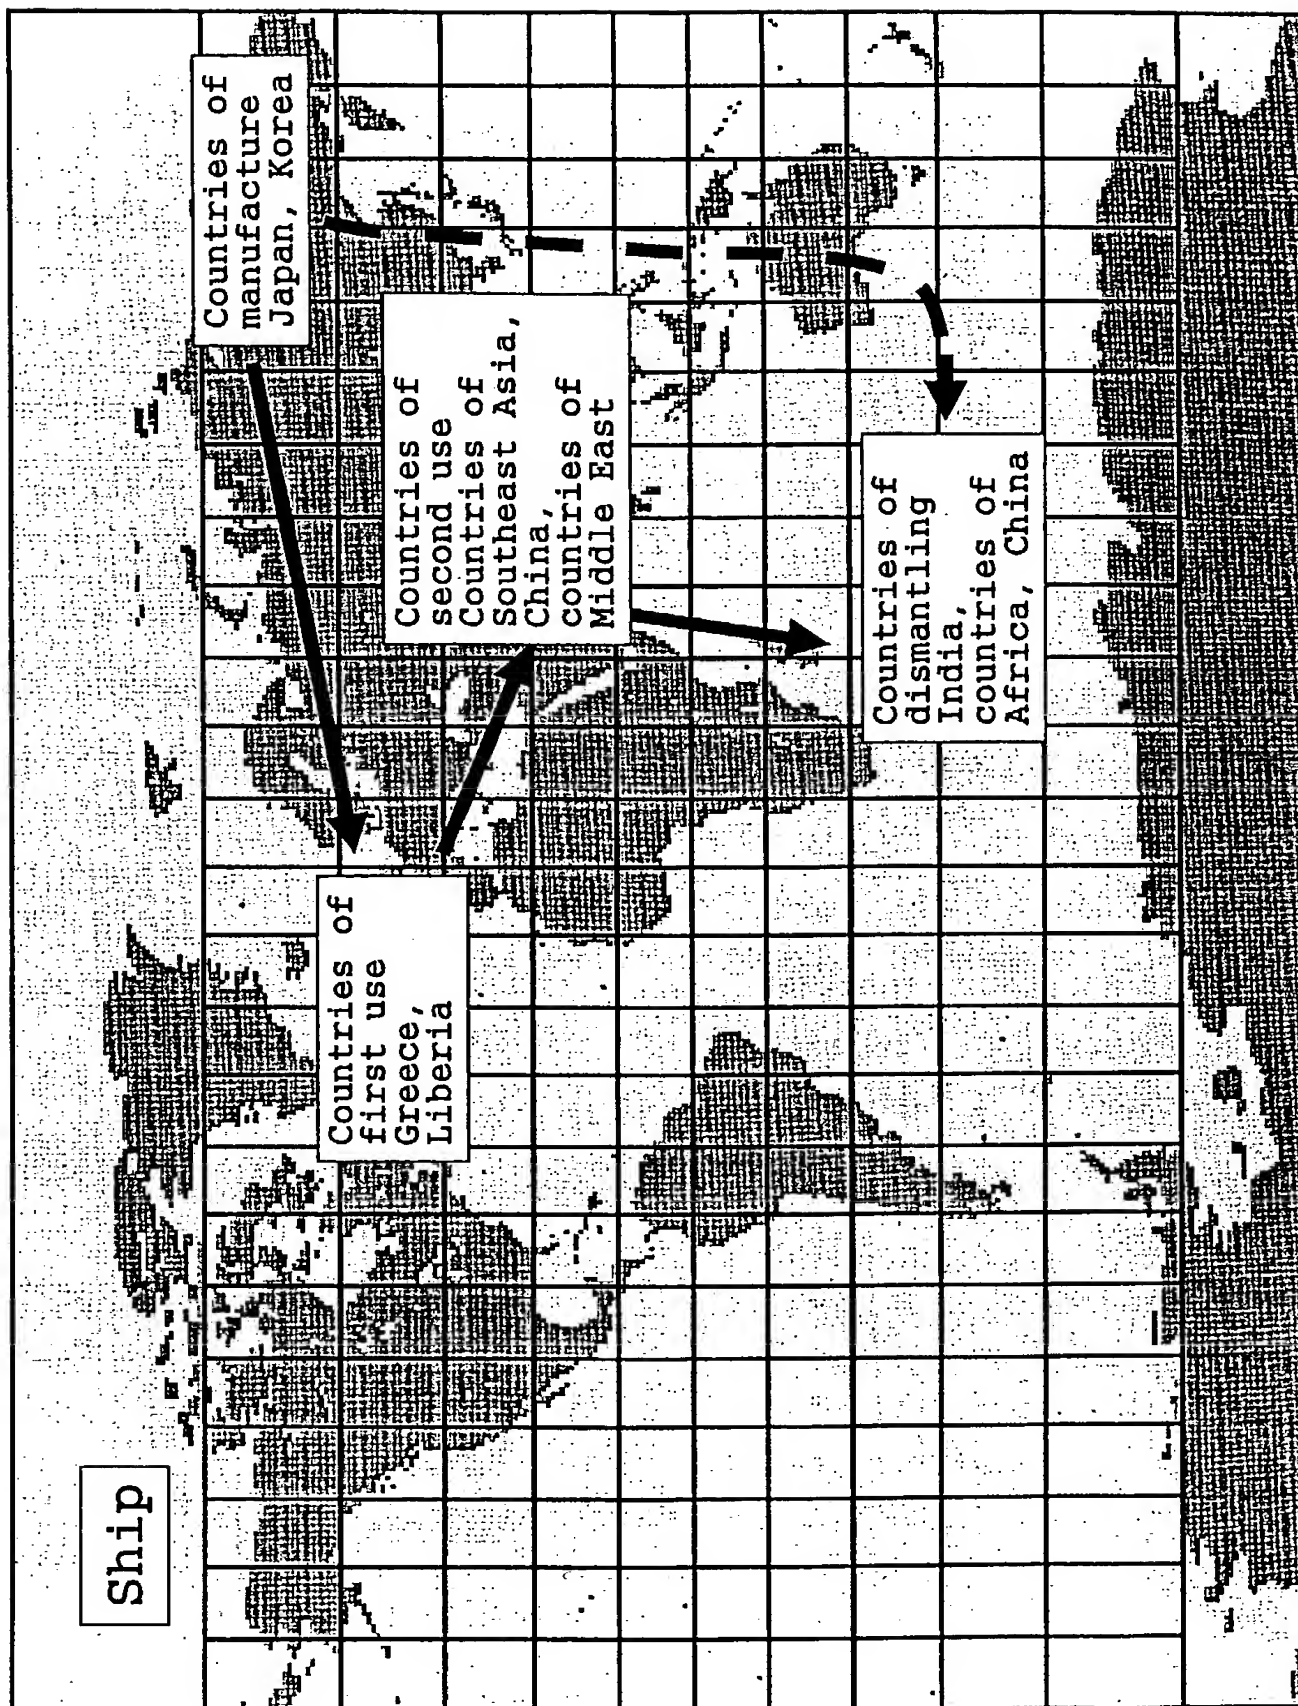 Ship
Countries of
manufacture
Japan, Korea
Countries of
first use
Greece,
Liberia
Countries of
second use
Countries of
Southeast Asia,
China,
countries of
Middle East
Countries of
dismantling
India,
countries of
Africa, China